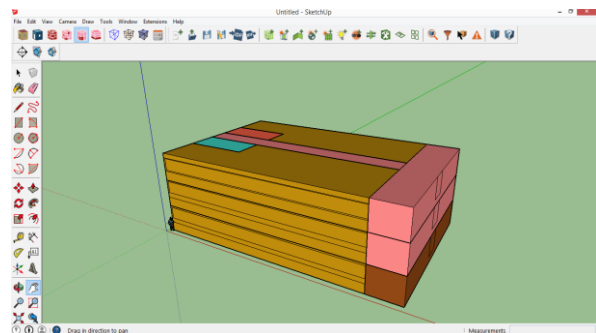 Untitled - SketchUp
File Edit View Camera Draw Tools Window Extensions Help
Drag in direction to pan
Measurements